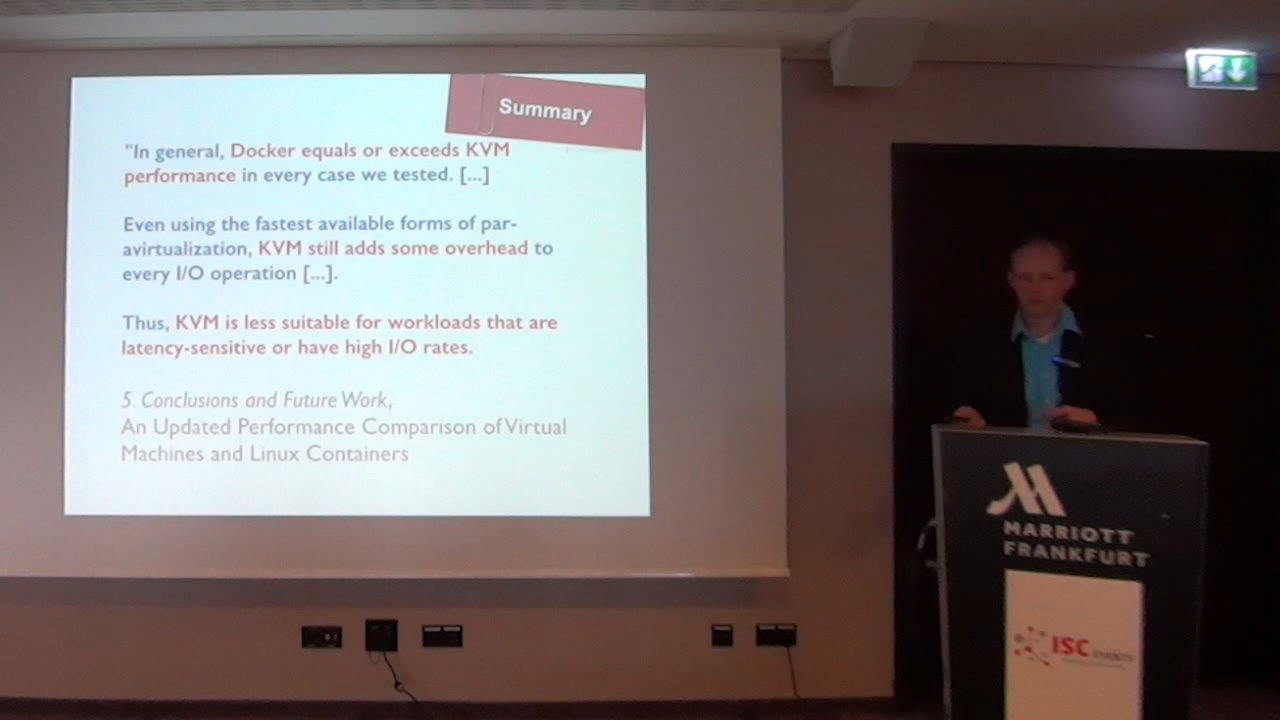 Summary
"In general, Docker equals or exceeds KVM
performance in every case we tested. [...]
Even using the fastest available forms of par-
avirtualization, KVM still adds some overhead to
every I/O operation [...].
Thus, KVM is less suitable for workloads that are
latency-sensitive or have high I/O rates.
5. Conclusions and Future Work,
An Updated Performance Comparison of Virtual
Machines and Linux Containers
MARRIOTT
FRANKFURT
ISC